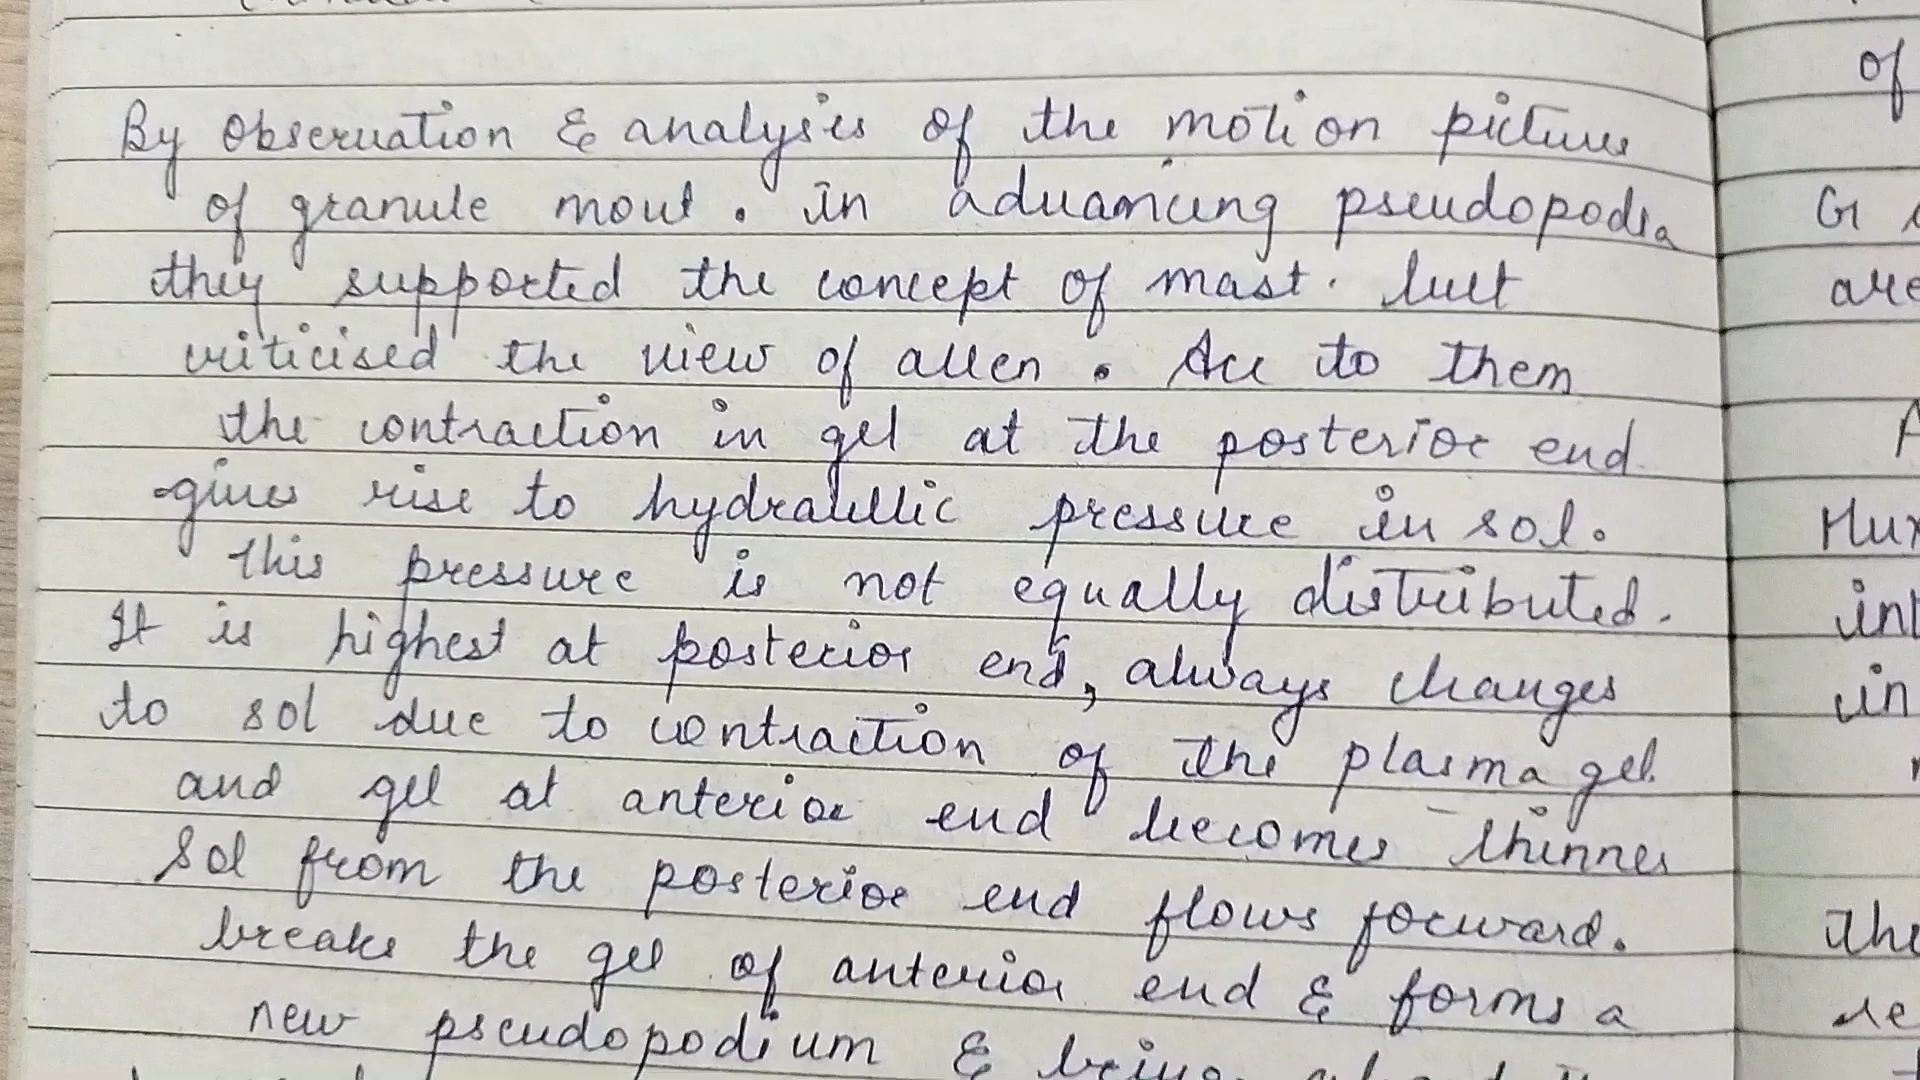 By Observation & analysis of the motion picture
of granule movt. in advancing pseudopodia
they supported the concept of mast. but
criticised the view of allen. Acc to them
the contraction in gel at the posterior end
gives rise to hydraullic pressure in sol.
this pressure is not equally distributed.
It is highest at posterior end, always changes
to sol due to contraction of the plasma gel.
and gel at anterior end becomes thinner
Sol from the posterior end flows forward.
breaks the gel of anterior end & forms a
new pseudopodium &
of
G
are
in
the